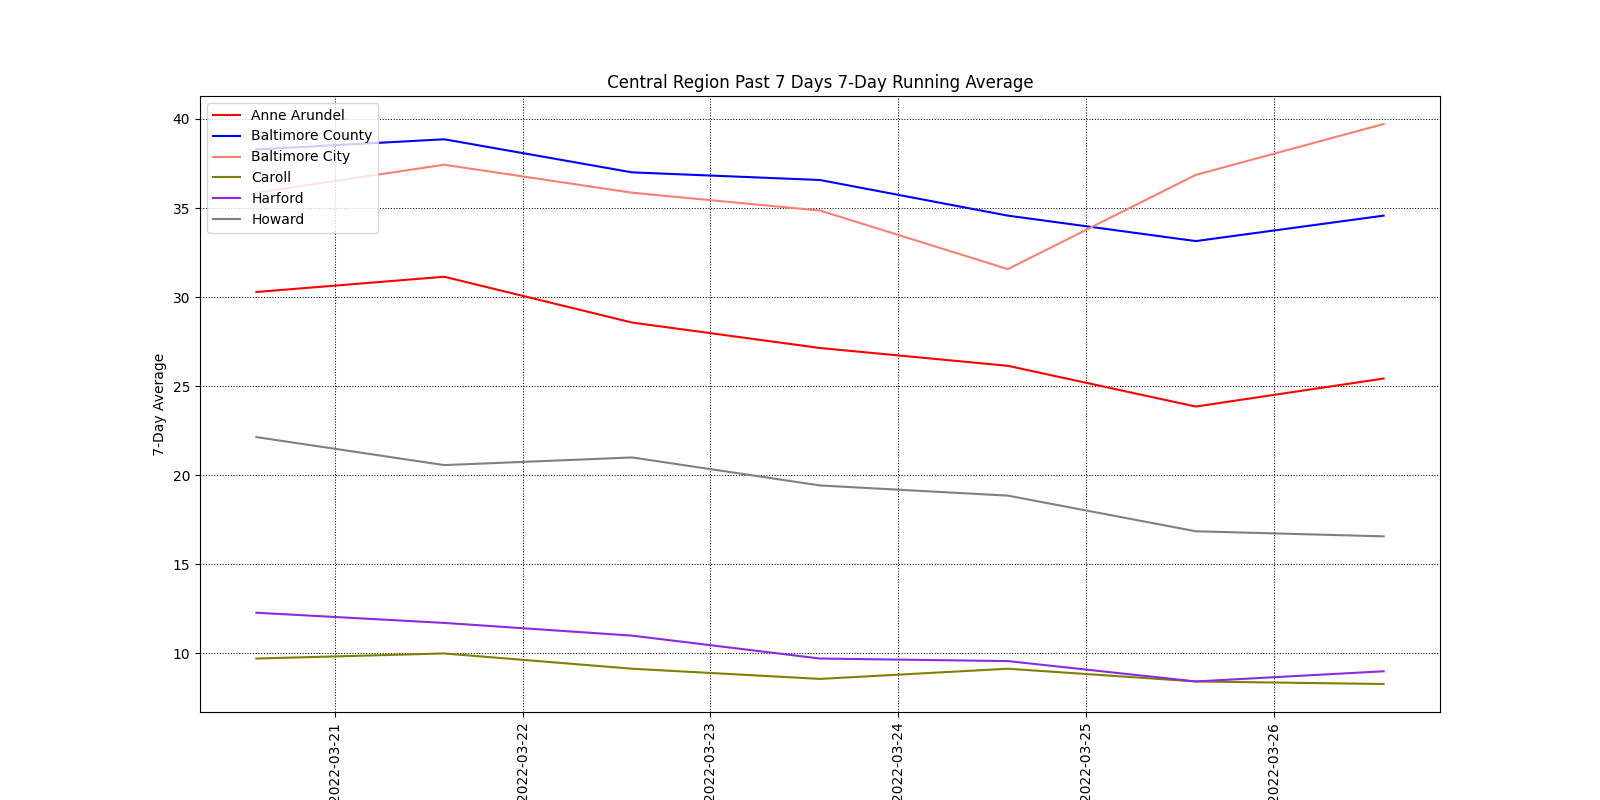 Central Region Past 7 Days 7-Day Running Average
Anne Arundel
Baltimore County
Baltimore City
Caroll
Harford
Howard
7-Day Average
40
35
30
25
20
15
10
2022-03-21
2022-03-22
2022-03-23
2022-03-24
2022-03-25
2022-03-26